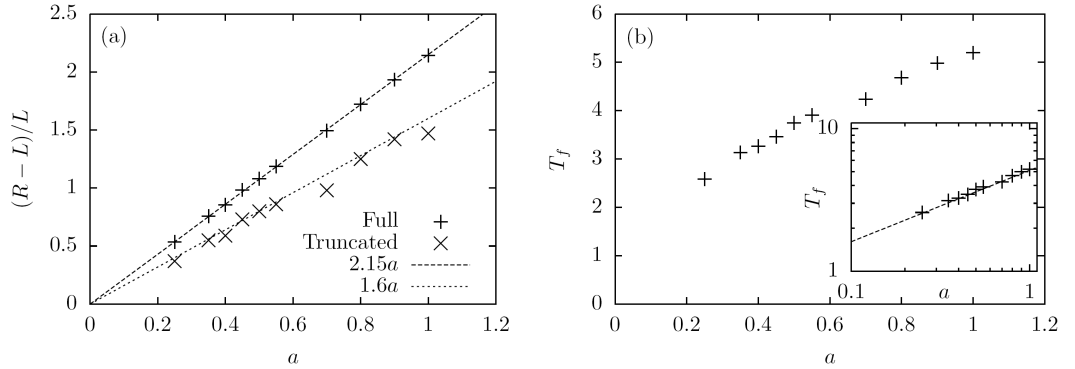 (a)
(R − L)/L
2.5
2
1.5
1
0.5
0
Full
Truncated
2.15a
1.6a
0 0.2 0.4 0.6 0.8 1 1.2
a
(b)
T_f
6
5
4
3
2
1
0
10
T_f
1
0.1 a 1
0 0.2 0.4 0.6 0.8 1 1.2
a